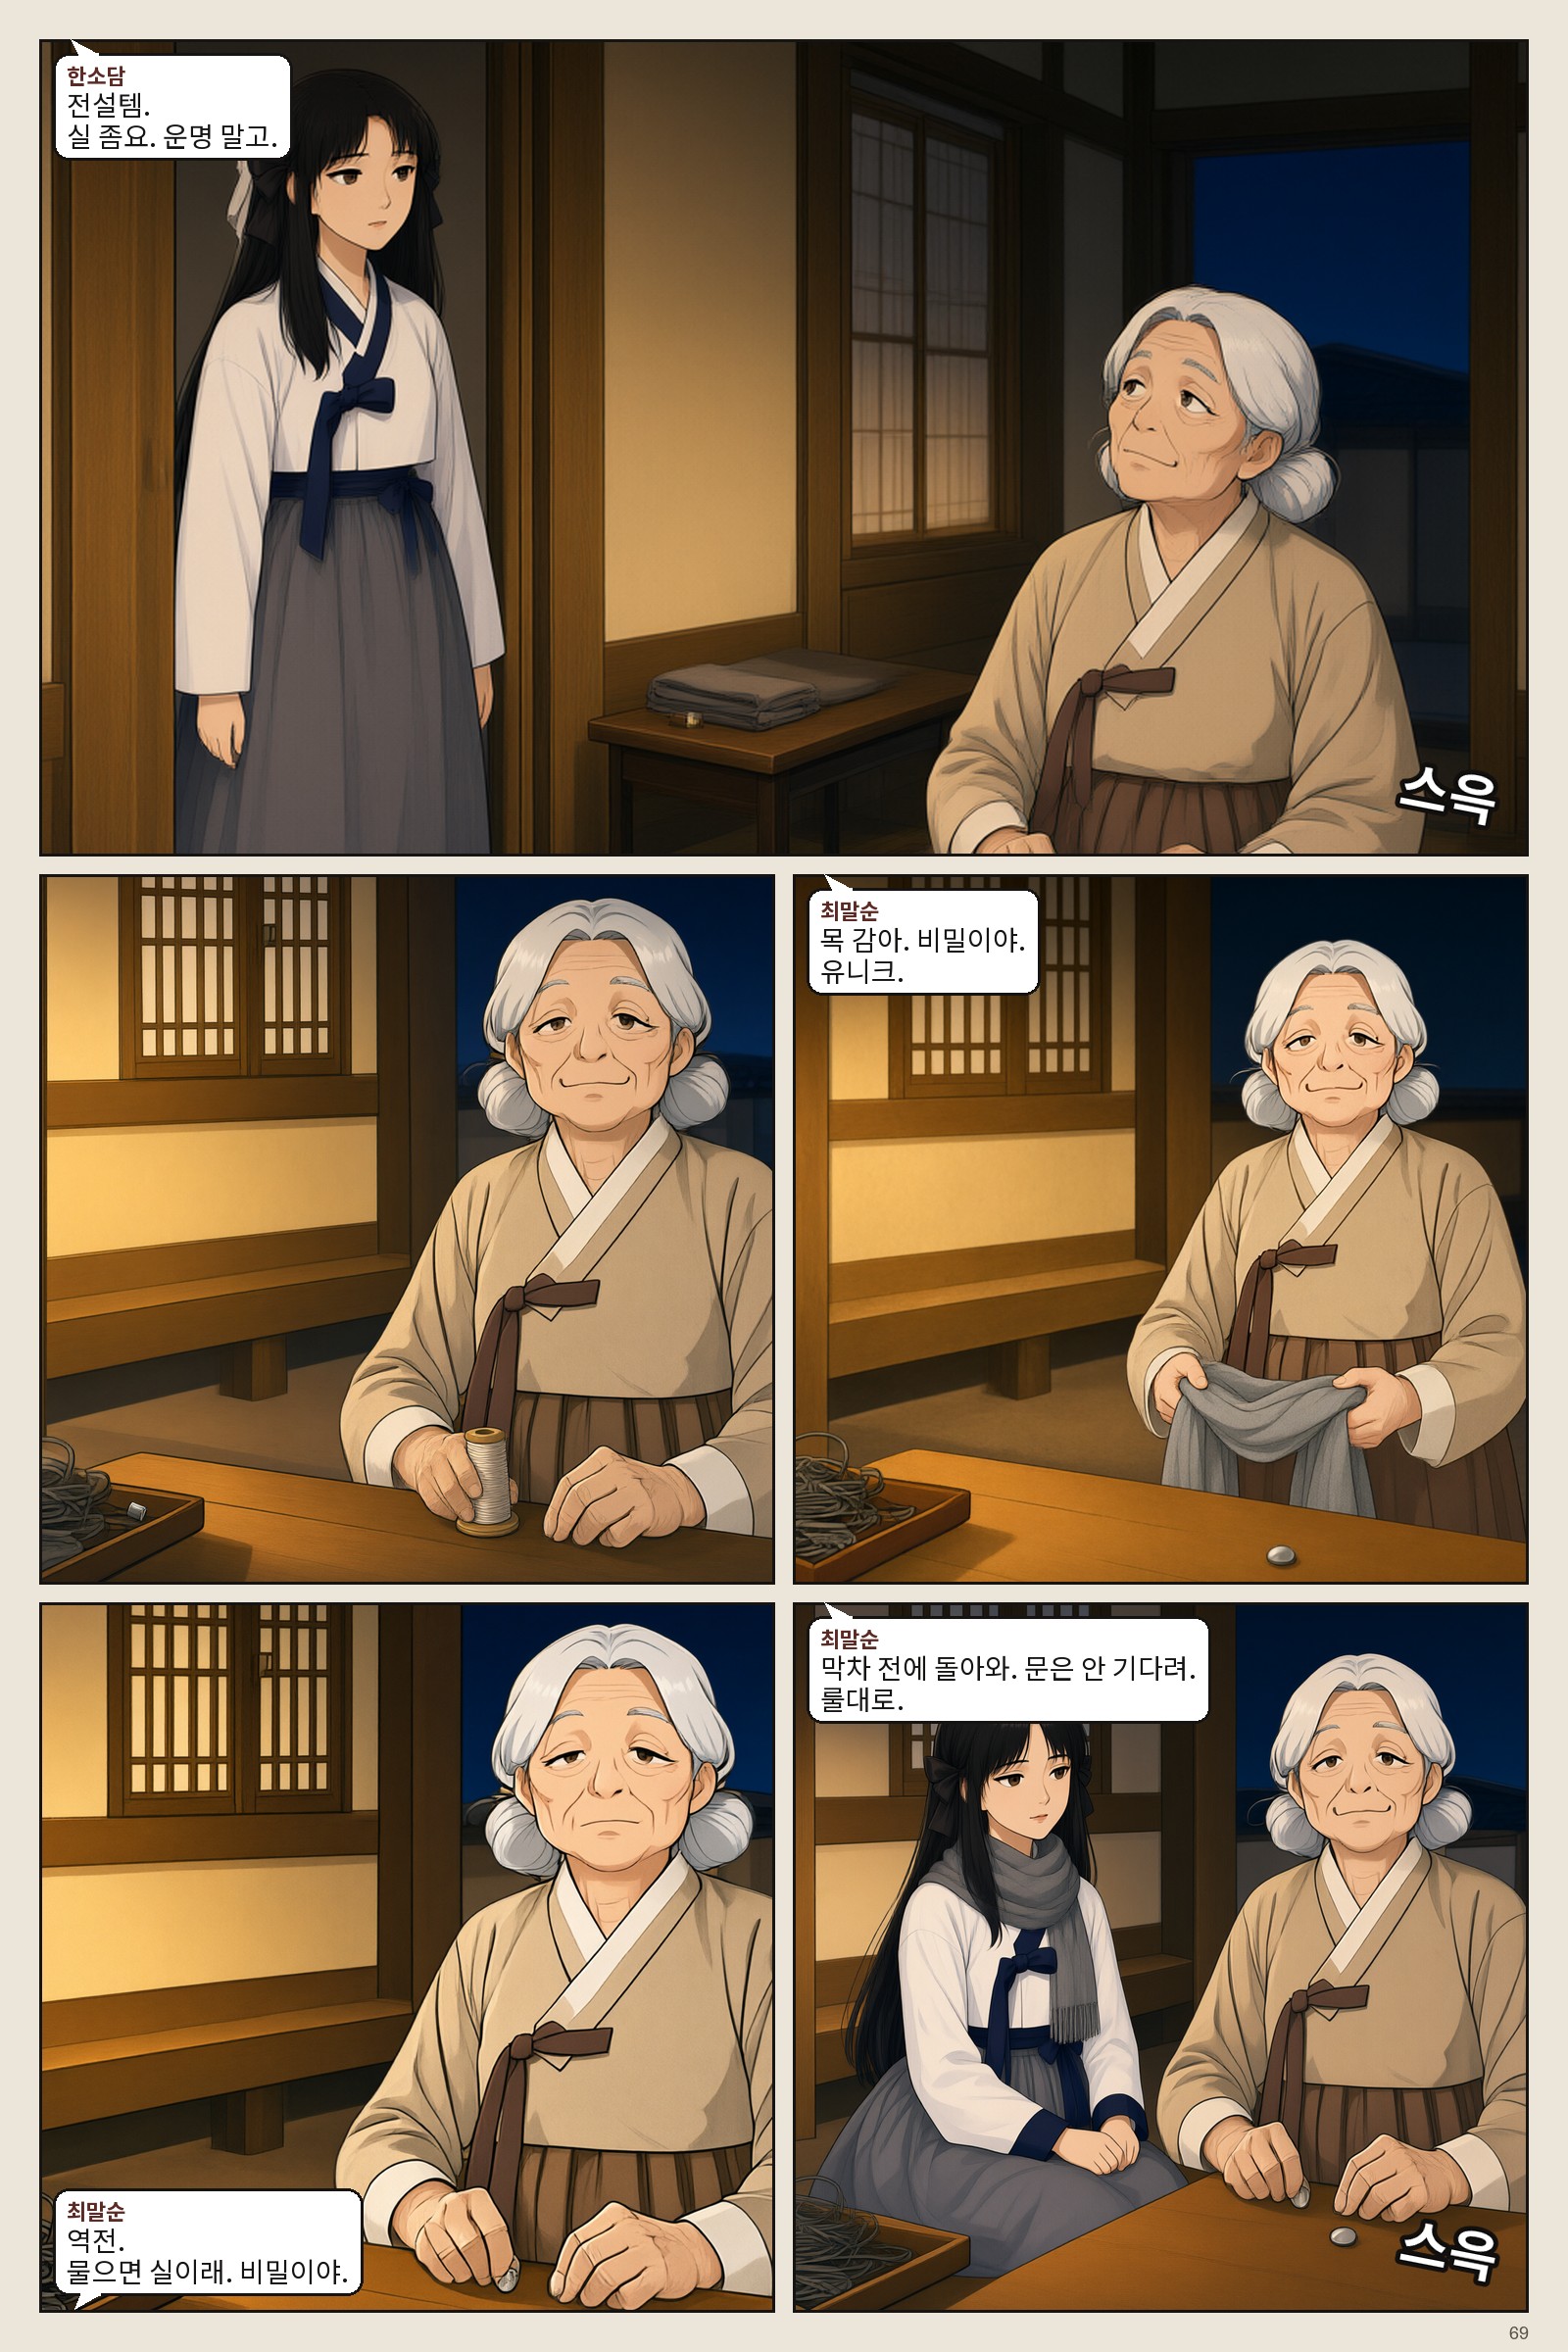 한소담
전설템.
실 좀요. 운명 말고.
스윽
최말순
목 감아. 비밀이야.
유니크.
최말순
역전.
물으면 실이래. 비밀이야.
최말순
막차 전에 돌아와. 문은 안 기다려.
룰대로.
스윽
69